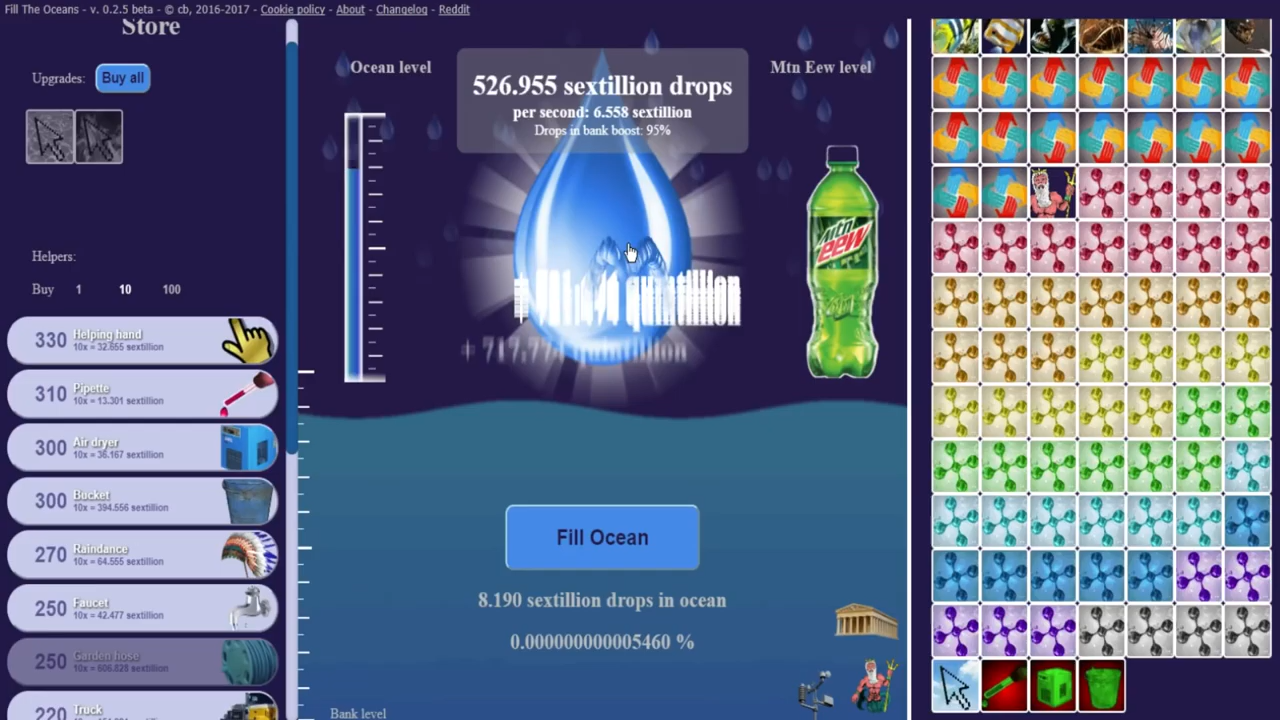 Fill The Oceans - v. 0.2.5 beta - © cb, 2016-2017 - Cookie policy - About - Changelog - Reddit
Store
Upgrades: Buy all
Helpers:
Buy 1 10 100
330 Helping hand
10x = 32.655 sextillion
310 Pipette
10x = 13.301 sextillion
300 Air dryer
10x = 36.167 sextillion
300 Bucket
10x = 394.556 sextillion
270 Raindance
10x = 64.555 sextillion
250 Faucet
10x = 42.477 sextillion
250 Garden hose
10x = 606.828 sextillion
220 Truck
Ocean level
526.955 sextillion drops
per second: 6.558 sextillion
Drops in bank boost: 95%
Mtn Eew level
mtn
eew
quintillion
Fill Ocean
8.190 sextillion drops in ocean
0.000000000005460 %
Bank level